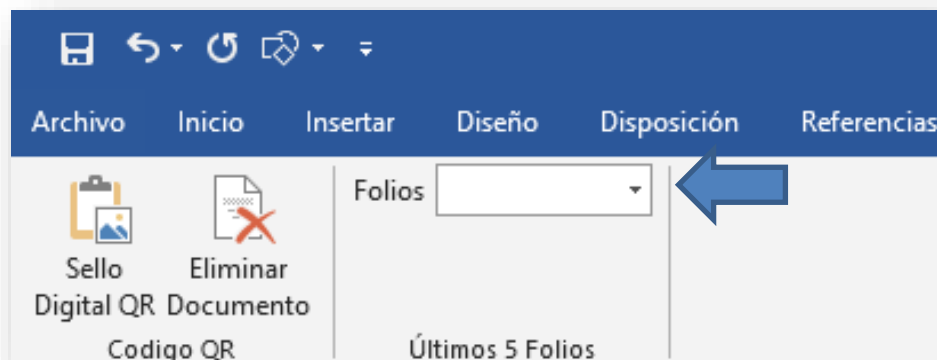 Archivo Inicio Insertar Diseño Disposición Referencias
Folios
Sello Eliminar
Digital QR Documento
Codigo QR Últimos 5 Folios